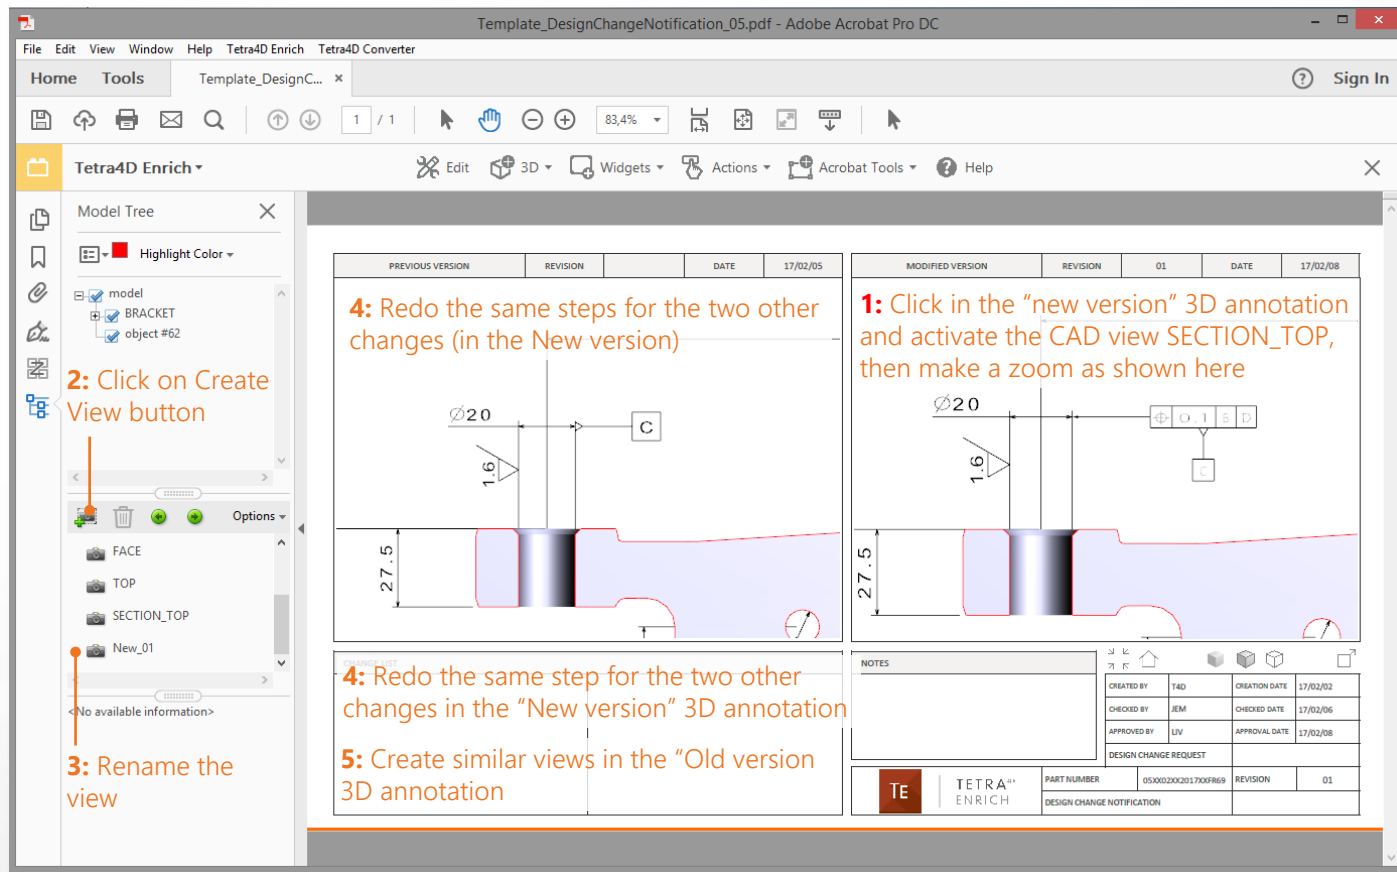 Template_DesignChangeNotification_05.pdf - Adobe Acrobat Pro DC
File Edit View Window Help Tetra4D Enrich Tetra4D Converter
Home Tools Template_DesignC... × ? Sign In
1 / 1 83,4%
Tetra4D Enrich Edit 3D Widgets Actions Acrobat Tools ? Help
Model Tree
Highlight Color
model
BRACKET
object #62
2: Click on Create
View button
Options
FACE
TOP
SECTION_TOP
New_01
<No available information>
3: Rename the
view
PREVIOUS VERSION REVISION DATE 17/02/05
4: Redo the same steps for the two other
changes (in the New version)
Ø20
C
1.6
27.5
MODIFIED VERSION REVISION 01 DATE 17/02/08
1: Click in the “new version” 3D annotation
and activate the CAD view SECTION_TOP,
then make a zoom as shown here
Ø20
0.1 B D
C
1.6
27.5
CHANGE LIST
4: Redo the same step for the two other
changes in the “New version” 3D annotation
5: Create similar views in the “Old version
3D annotation
NOTES
CREATED BY T4D CREATION DATE 17/02/02
CHECKED BY JEM CHECKED DATE 17/02/06
APPROVED BY LIV APPROVAL DATE 17/02/08
DESIGN CHANGE REQUEST
TE TETRA4D ENRICH
PART NUMBER 05XX02XX2017XXFR69 REVISION 01
DESIGN CHANGE NOTIFICATION